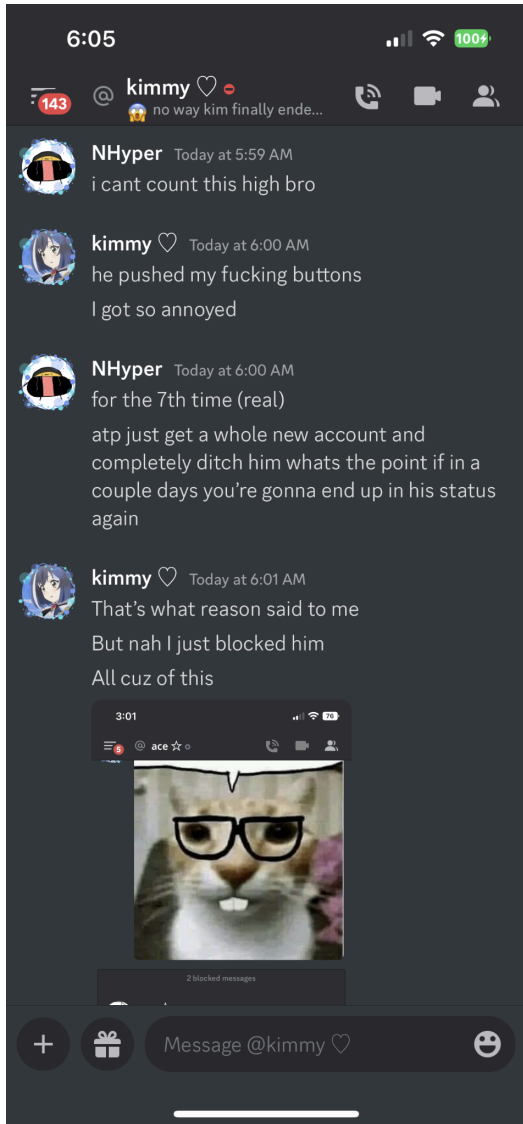 6:05
100
143
@ kimmy ♡
😱 no way kim finally ende...
NHyper Today at 5:59 AM
i cant count this high bro
kimmy ♡ Today at 6:00 AM
he pushed my fucking buttons
I got so annoyed
NHyper Today at 6:00 AM
for the 7th time (real)
atp just get a whole new account and
completely ditch him whats the point if in a
couple days you’re gonna end up in his status
again
kimmy ♡ Today at 6:01 AM
That’s what reason said to me
But nah I just blocked him
All cuz of this
3:01
76
5
@ ace ☆
2 blocked messages
Message @kimmy ♡